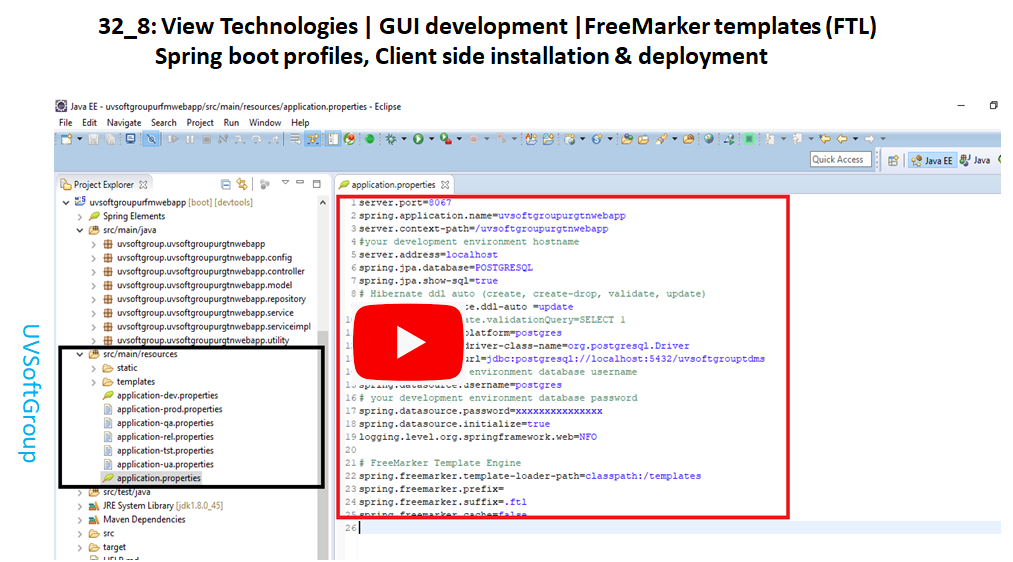 32_8: View Technologies | GUI development |FreeMarker templates (FTL)
Spring boot profiles, Client side installation & deployment
Java EE - uvsoftgroupurfmwebapp/src/main/resources/application.properties - Eclipse
File Edit Navigate Search Project Run Window Help
Quick Access
Java EE
Java
Project Explorer
uvsoftgroupurfmwebapp [boot] [devtools]
Spring Elements
src/main/java
uvsoftgroup.uvsoftgroupurgtnwebapp
uvsoftgroup.uvsoftgroupurgtnwebapp.config
uvsoftgroup.uvsoftgroupurgtnwebapp.controller
uvsoftgroup.uvsoftgroupurgtnwebapp.model
uvsoftgroup.uvsoftgroupurgtnwebapp.repository
uvsoftgroup.uvsoftgroupurgtnwebapp.service
uvsoftgroup.uvsoftgroupurgtnwebapp.serviceimpl
uvsoftgroup.uvsoftgroupurgtnwebapp.utility
src/main/resources
static
templates
application-dev.properties
application-prod.properties
application-qa.properties
application-rel.properties
application-tst.properties
application-ua.properties
application.properties
src/test/java
JRE System Library [jdk1.8.0_45]
Maven Dependencies
src
target
HELP.md
application.properties
1 server.port=8067
2 spring.application.name=uvsoftgroupurgtnwebapp
3 server.context-path=/uvsoftgroupurgtnwebapp
4 #your development environment hostname
5 server.address=localhost
6 spring.jpa.database=POSTGRESQL
7 spring.jpa.show-sql=true
8 # Hibernate ddl auto (create, create-drop, validate, update)
e.ddl-auto =update
ate.validationQuery=SELECT 1
platform=postgres
driver-class-name=org.postgresql.Driver
url=jdbc:postgresql://localhost:5432/uvsoftgrouptdms
environment database username
15 spring.datasource.username=postgres
16 # your development environment database password
17 spring.datasource.password=xxxxxxxxxxxxxxx
18 spring.datasource.initialize=true
19 logging.level.org.springframework.web=NFO
20
21 # FreeMarker Template Engine
22 spring.freemarker.template-loader-path=classpath:/templates
23 spring.freemarker.prefix=
24 spring.freemarker.suffix=.ftl
25 spring.freemarker.cache=false
26
UVSoftGroup